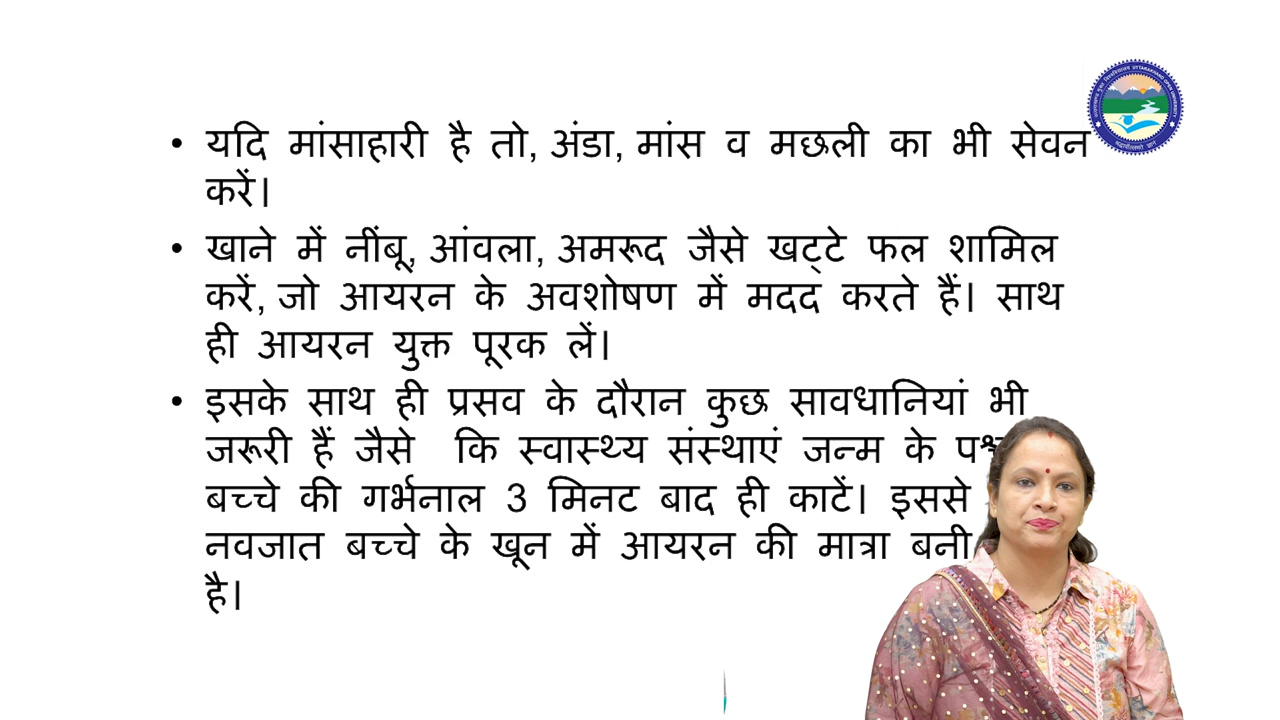 • यदि मांसाहारी है तो, अंडा, मांस व मछली का भी सेवन
करें।
• खाने में नींबू, आंवला, अमरूद जैसे खट्टे फल शामिल
करें, जो आयरन के अवशोषण में मदद करते हैं। साथ
ही आयरन युक्त पूरक लें।
• इसके साथ ही प्रसव के दौरान कुछ सावधानियां भी
जरूरी हैं जैसे कि स्वास्थ्य संस्थाएं जन्म के
बच्चे की गर्भनाल 3 मिनट बाद ही काटें। इससे
नवजात बच्चे के खून में आयरन की मात्रा बनी
है।